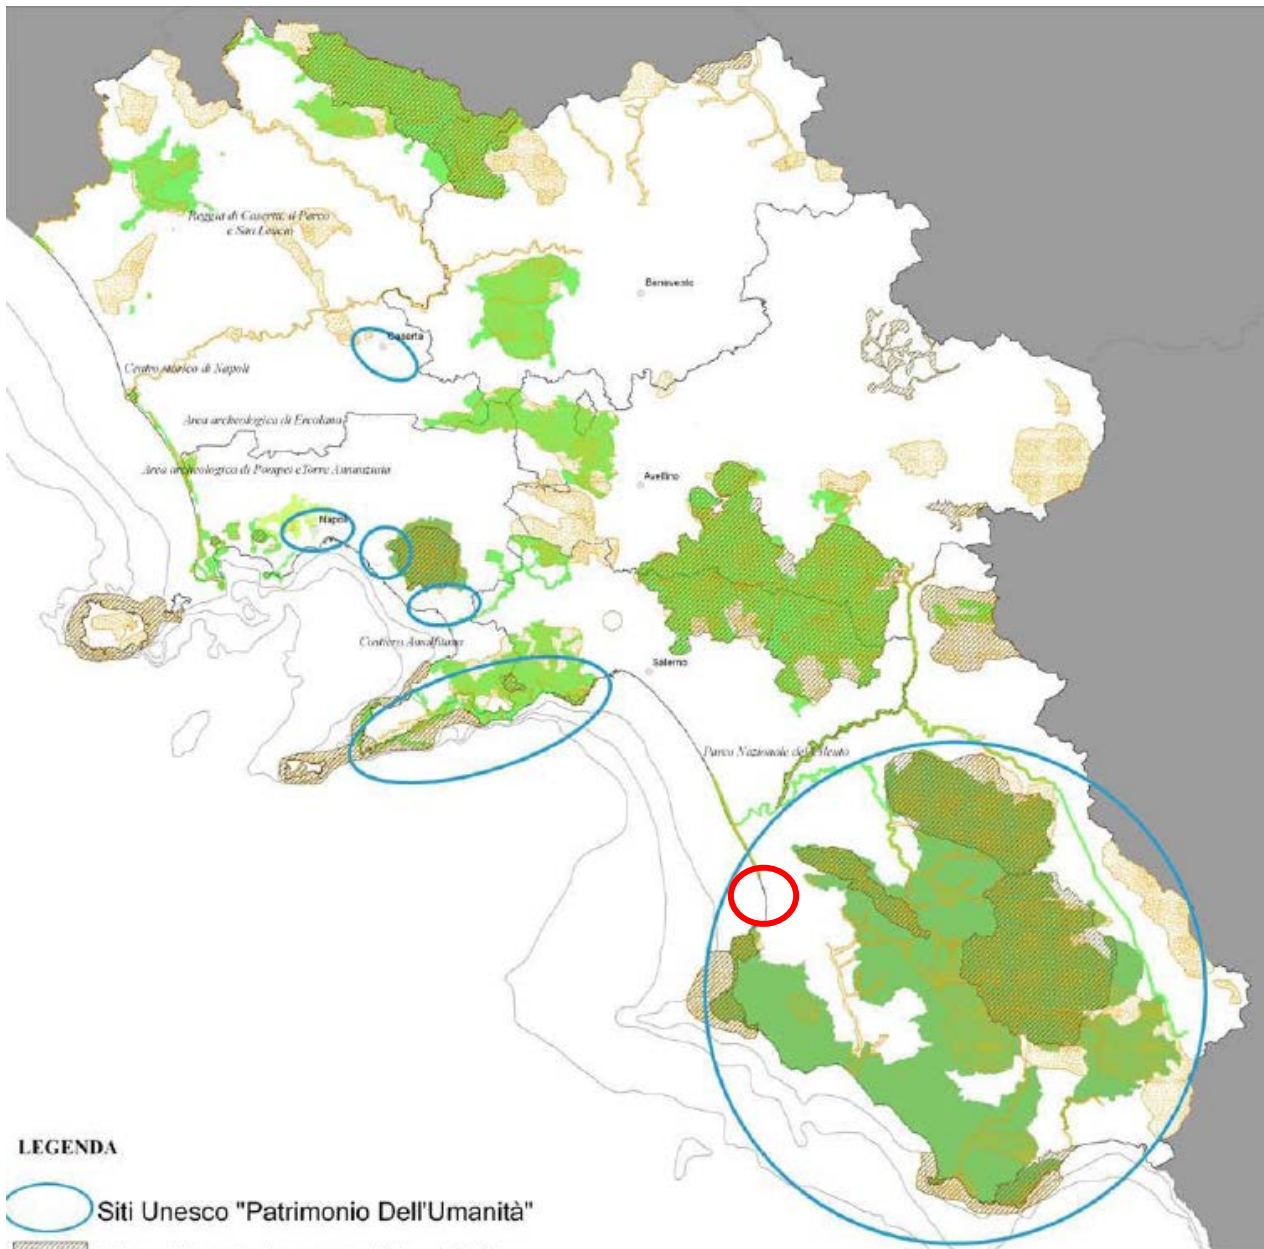 Reggia di Caserta, il Parco
e San Leucio
Benevento
Caserta
Centro storico di Napoli
Area archeologica di Ercolano
Area archeologica di Pompei e Torre Annunziata
Avellino
Napoli
Costiera Amalfitana
Salerno
Parco Nazionale del Cilento
LEGENDA
Siti Unesco "Patrimonio Dell'Umanità"